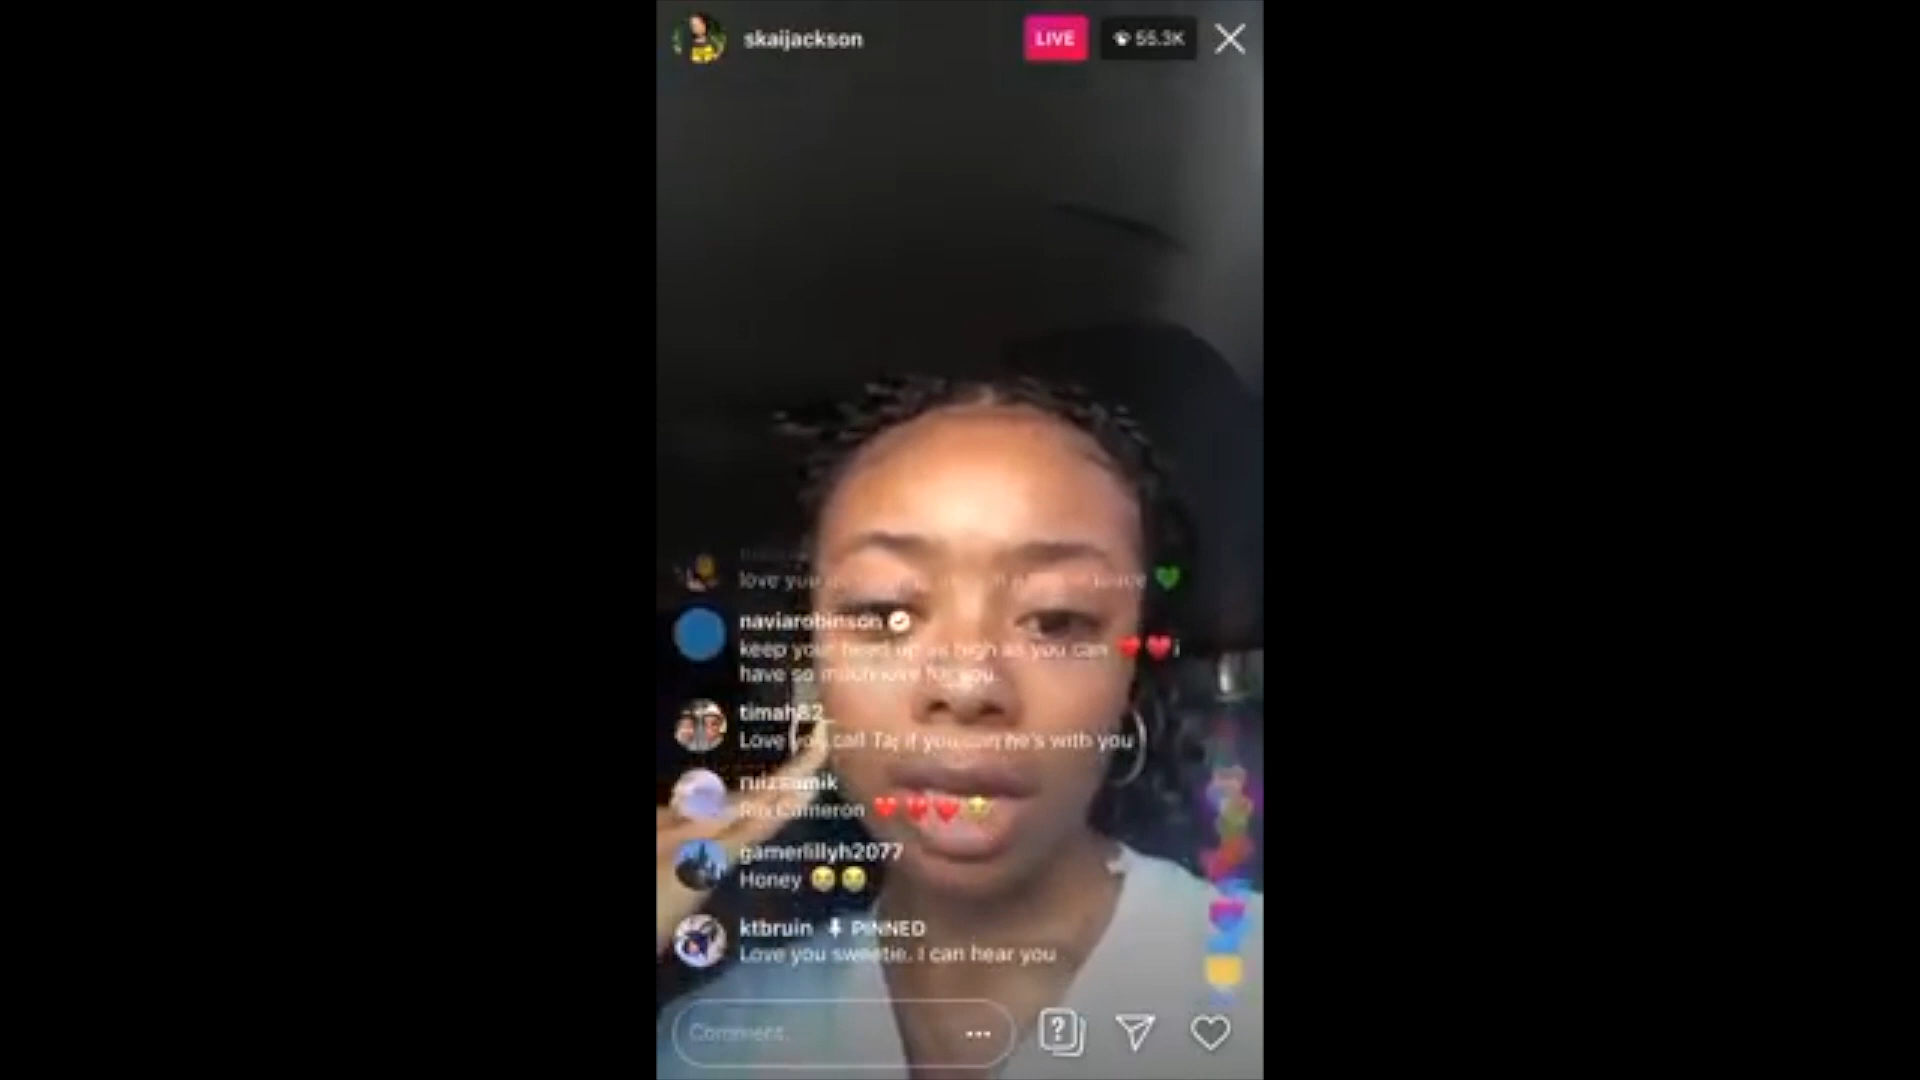 skaijackson
LIVE
55.3K
love you
naviarobinson
keep your head up as high as you can ❤️❤️i
have so much love for you.
timah82_
Love you call Taj if you can he's with you
ruizsamik
Rip Cameron ❤️❤️❤️😭
gamerlillyh2077
Honey 😭😭
ktbruin PINNED
Love you sweetie. I can hear you
Comment...